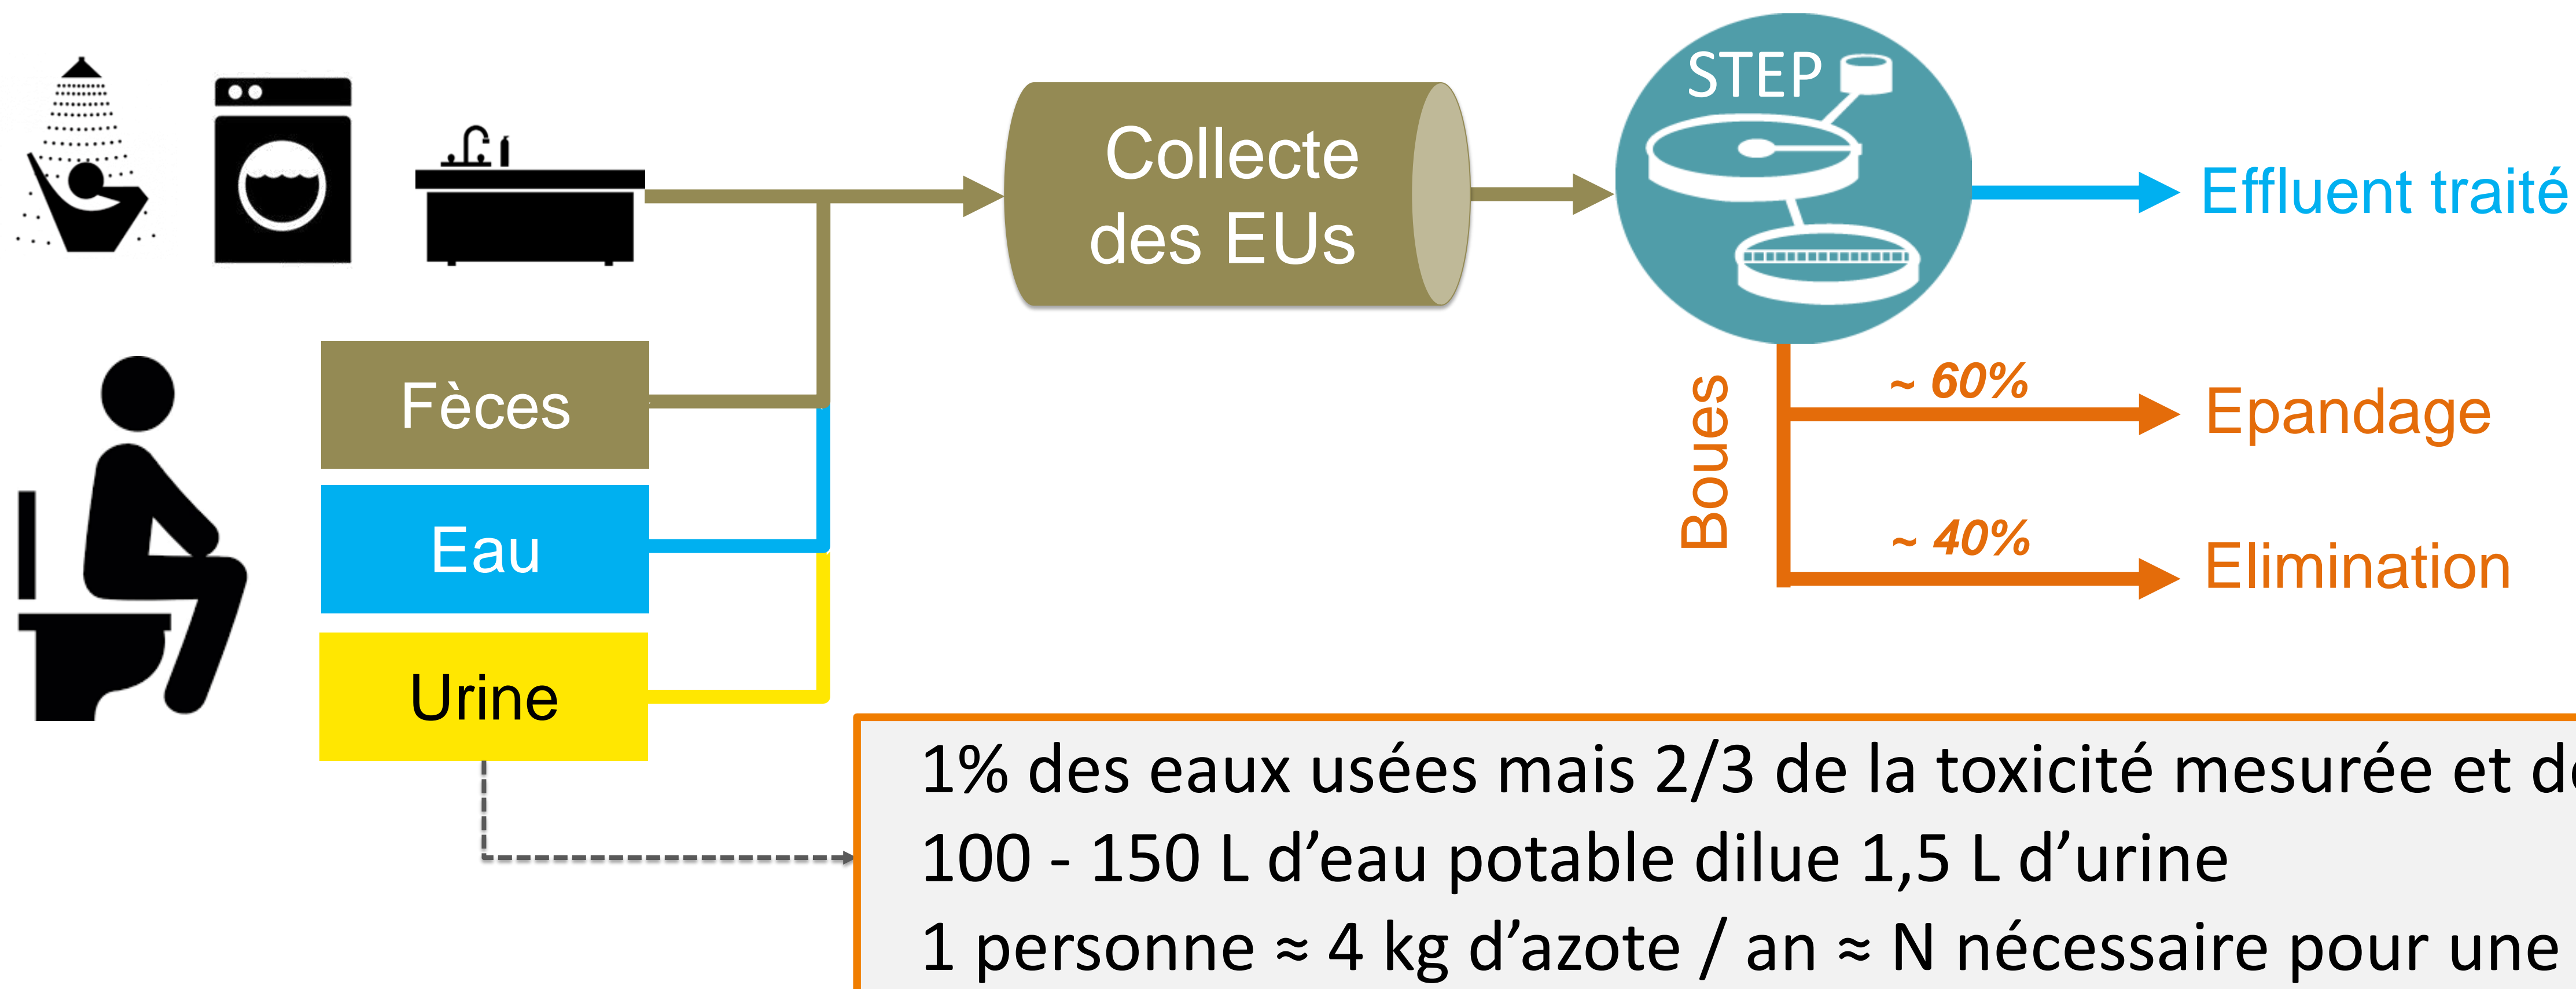 STEP
Collecte
des EUs
Effluent traité
Fèces
Eau
Urine
Boues
~ 60%
Epandage
~ 40%
Elimination
1% des eaux usées mais 2/3 de la toxicité mesurée et
100 - 150 L d’eau potable dilue 1,5 L d’urine
1 personne ≈ 4 kg d’azote / an ≈ N nécessaire pour une